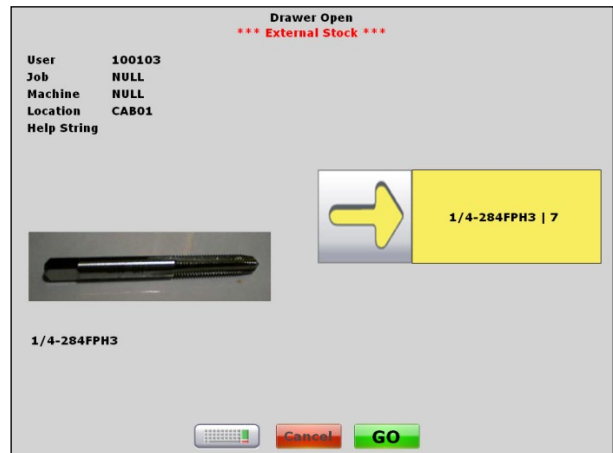 Drawer Open
*** External Stock ***
User 100103
Job NULL
Machine NULL
Location CAB01
Help String
1/4-284FPH3 | 7
1/4-284FPH3
Cancel GO